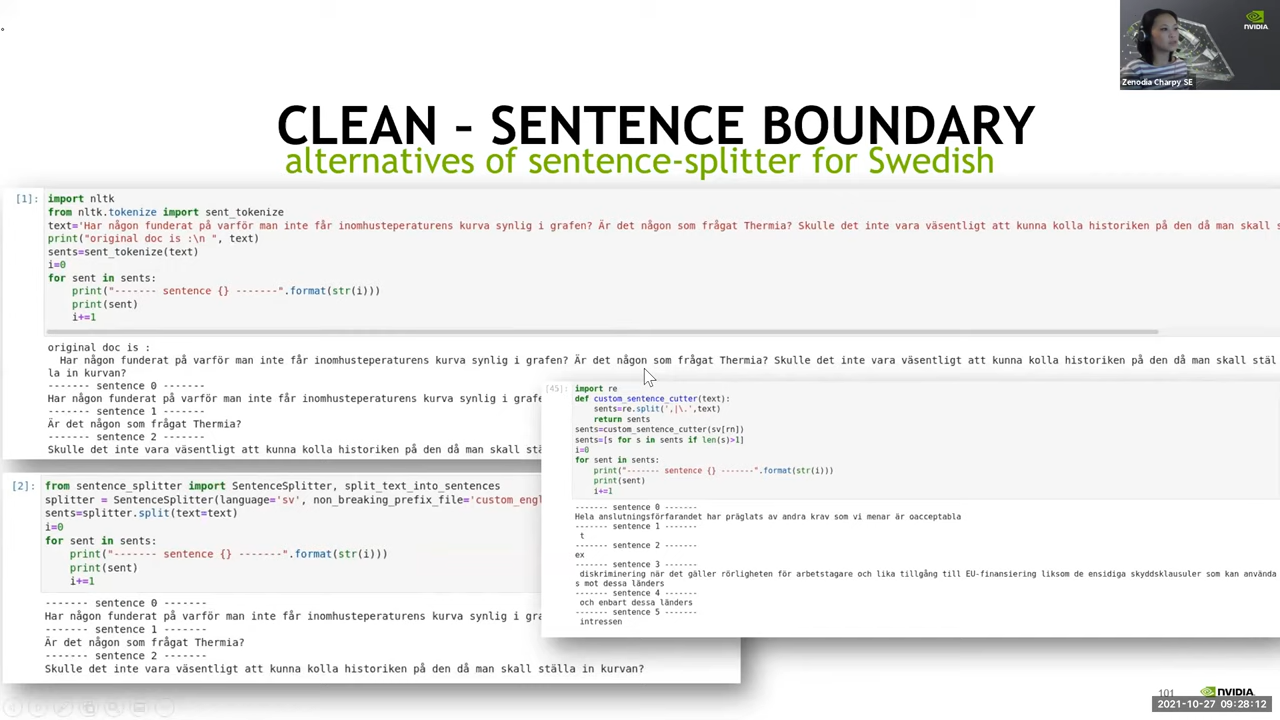 NVIDIA
Zenodia Charpy SE
CLEAN – SENTENCE BOUNDARY
alternatives of sentence-splitter for Swedish
[1]:
import nltk
from nltk.tokenize import sent_tokenize
text='Har någon funderat på varför man inte får inomhusteperaturens kurva synlig i grafen? Är det någon som frågat Thermia? Skulle det inte vara väsentligt att kunna kolla historiken på den då man skall s
print("original doc is :\n ", text)
sents=sent_tokenize(text)
i=0
for sent in sents:
print("------- sentence {} -------".format(str(i)))
print(sent)
i+=1
original doc is :
Har någon funderat på varför man inte får inomhusteperaturens kurva synlig i grafen? Är det någon som frågat Thermia? Skulle det inte vara väsentligt att kunna kolla historiken på den då man skall stäl
la in kurvan?
------- sentence 0 -------
Har någon funderat på varför man inte får inomhusteperaturens kurva synlig i grafe
------- sentence 1 -------
Är det någon som frågat Thermia?
------- sentence 2 -------
Skulle det inte vara väsentligt att kunna kolla historiken på den då man skall stä
[2]:
from sentence_splitter import SentenceSplitter, split_text_into_sentences
splitter = SentenceSplitter(language='sv', non_breaking_prefix_file='custom_engl
sents=splitter.split(text=text)
i=0
for sent in sents:
print("------- sentence {} -------".format(str(i)))
print(sent)
i+=1
------- sentence 0 -------
Har någon funderat på varför man inte får inomhusteperaturens kurva synlig i grafe
------- sentence 1 -------
Är det någon som frågat Thermia?
------- sentence 2 -------
Skulle det inte vara väsentligt att kunna kolla historiken på den då man skall ställa in kurvan?
[45]:
import re
def custom_sentence_cutter(text):
sents=re.split(',|\.',text)
return sents
sents=custom_sentence_cutter(sv[rn])
sents=[s for s in sents if len(s)>1]
i=0
for sent in sents:
print("------- sentence {} -------".format(str(i)))
print(sent)
i+=1
------- sentence 0 -------
Hela anslutningsförfarandet har präglats av andra krav som vi menar är oacceptabla
------- sentence 1 -------
t
------- sentence 2 -------
ex
------- sentence 3 -------
diskriminering när det gäller rörligheten för arbetstagare och lika tillgång till EU-finansiering liksom de ensidiga skyddsklausuler som kan använda
s mot dessa länders
------- sentence 4 -------
och enbart dessa länders
------- sentence 5 -------
intressen
101
NVIDIA
2021-10-27 09:28:12